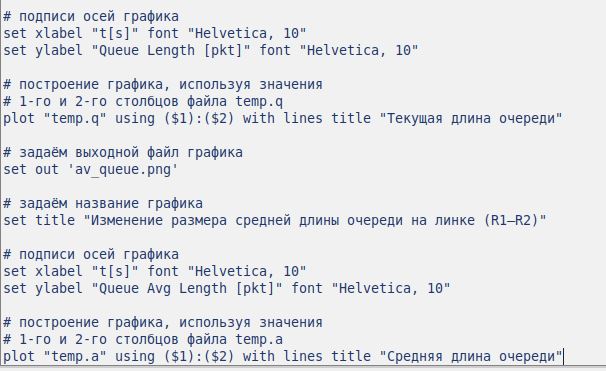 # подписи осей графика
set xlabel "t[s]" font "Helvetica, 10"
set ylabel "Queue Length [pkt]" font "Helvetica, 10"
# построение графика, используя значения
# 1-го и 2-го столбцов файла temp.q
plot "temp.q" using ($1):($2) with lines title "Текущая длина очереди"
# задаём выходной файл графика
set out 'av_queue.png'
# задаём название графика
set title "Изменение размера средней длины очереди на линке (R1–R2)"
# подписи осей графика
set xlabel "t[s]" font "Helvetica, 10"
set ylabel "Queue Avg Length [pkt]" font "Helvetica, 10"
# построение графика, используя значения
# 1-го и 2-го столбцов файла temp.a
plot "temp.a" using ($1):($2) with lines title "Средняя длина очереди"